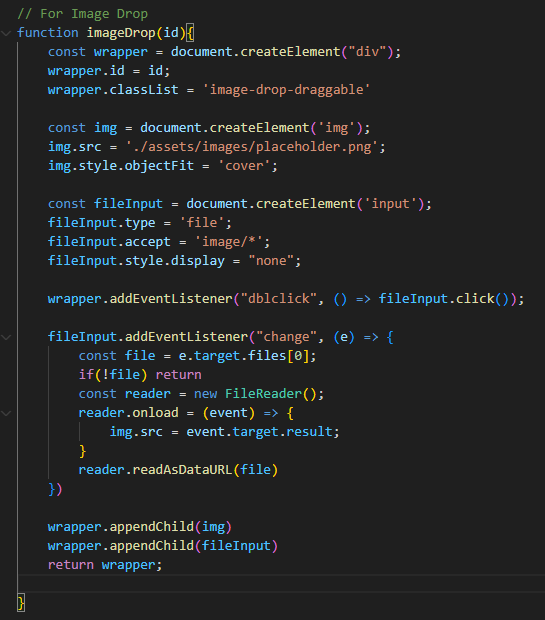 // For Image Drop
function imageDrop(id){
    const wrapper = document.createElement("div");
    wrapper.id = id;
    wrapper.classList = 'image-drop-draggable'

    const img = document.createElement('img');
    img.src = './assets/images/placeholder.png';
    img.style.objectFit = 'cover';

    const fileInput = document.createElement('input');
    fileInput.type = 'file';
    fileInput.accept = 'image/*';
    fileInput.style.display = "none";

    wrapper.addEventListener("dblclick", () => fileInput.click());

    fileInput.addEventListener("change", (e) => {
        const file = e.target.files[0];
        if(!file) return
        const reader = new FileReader();
        reader.onload = (event) => {
            img.src = event.target.result;
        }
        reader.readAsDataURL(file)
    })

    wrapper.appendChild(img)
    wrapper.appendChild(fileInput)
    return wrapper;

}